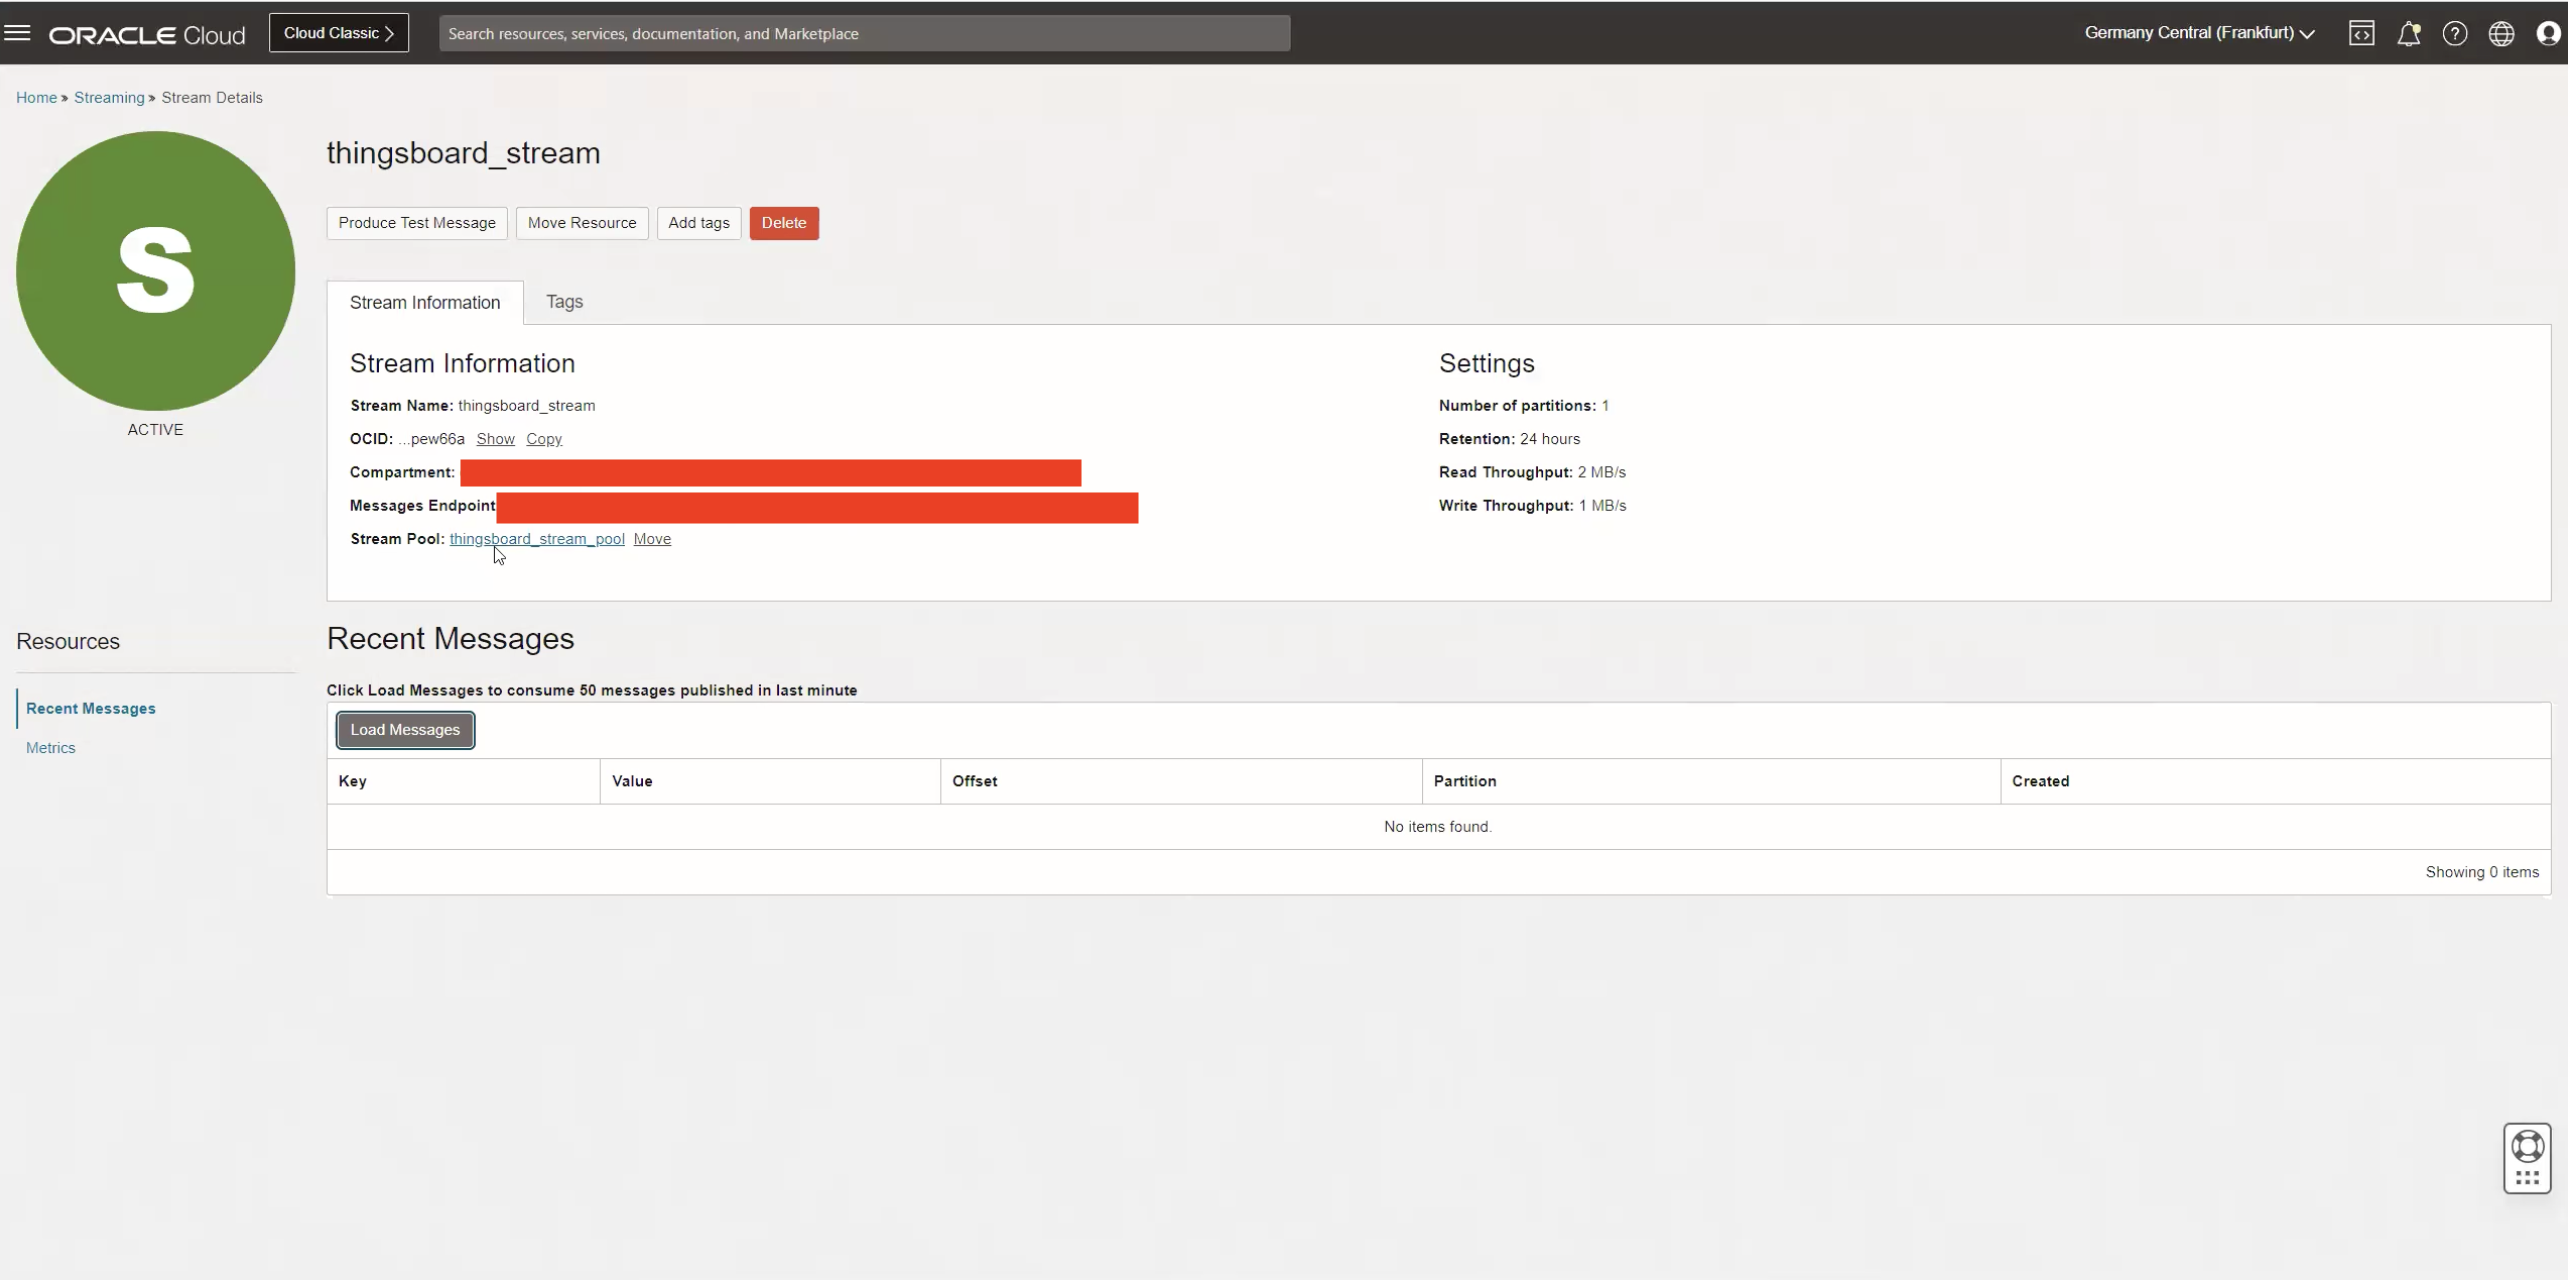 ORACLE Cloud
Cloud Classic >
Search resources, services, documentation, and Marketplace
Germany Central (Frankfurt)
Home » Streaming » Stream Details
S
ACTIVE
thingsboard_stream
Produce Test Message
Move Resource
Add tags
Delete
Stream Information
Tags
Stream Information
Stream Name: thingsboard_stream
OCID: ...pew66a Show Copy
Compartment:
Messages Endpoint
Stream Pool: thingsboard_stream_pool Move
Settings
Number of partitions: 1
Retention: 24 hours
Read Throughput: 2 MB/s
Write Throughput: 1 MB/s
Resources
Recent Messages
Metrics
Recent Messages
Click Load Messages to consume 50 messages published in last minute
Load Messages
Key Value Offset Partition Created
No items found.
Showing 0 items